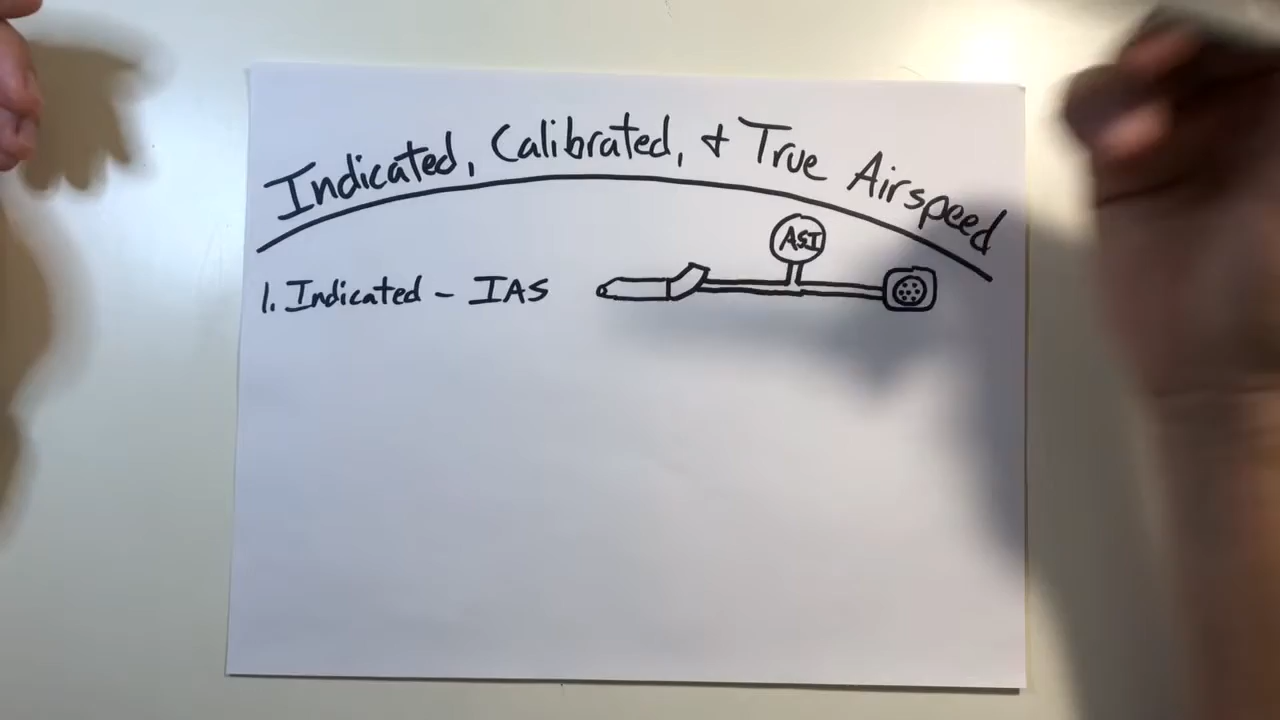 Indicated, Calibrated, & True Airspeed
ASI
1. Indicated - IAS